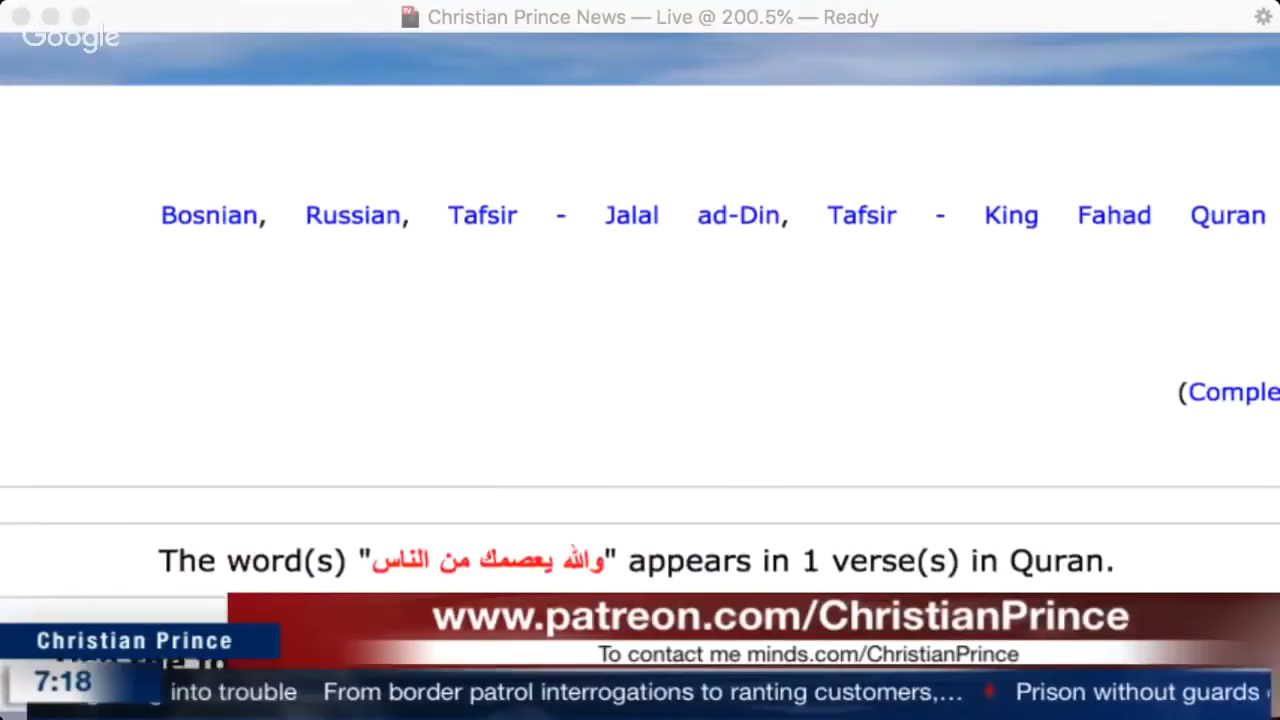 Christian Prince News — Live @ 200.5% — Ready
Google
Bosnian, Russian, Tafsir - Jalal ad-Din, Tafsir - King Fahad Quran
(Comple
The word(s) "والله يعصمك من الناس" appears in 1 verse(s) in Quran.
www.patreon.com/ChristianPrince
Christian Prince
To contact me minds.com/ChristianPrince
7:18
into trouble From border patrol interrogations to ranting customers,… Prison without guards